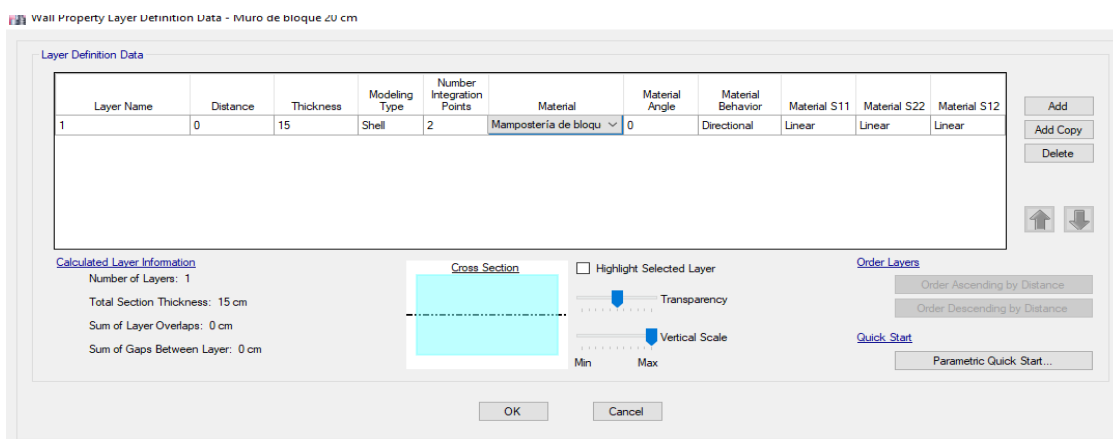 Wall Property Layer Definition Data - Muro de bloque 20 cm
Layer Definition Data
Layer Name Distance Thickness Modeling Type Number Integration Points Material Material Angle Material Behavior Material S11 Material S22 Material S12
1 0 15 Shell 2 Mampostería de bloqu 0 Directional Linear Linear Linear
Add
Add Copy
Delete
Calculated Layer Information
Number of Layers: 1
Total Section Thickness: 15 cm
Sum of Layer Overlaps: 0 cm
Sum of Gaps Between Layer: 0 cm
Cross Section
Highlight Selected Layer
Transparency
Vertical Scale
Min Max
Order Layers
Order Ascending by Distance
Order Descending by Distance
Quick Start
Parametric Quick Start...
OK Cancel